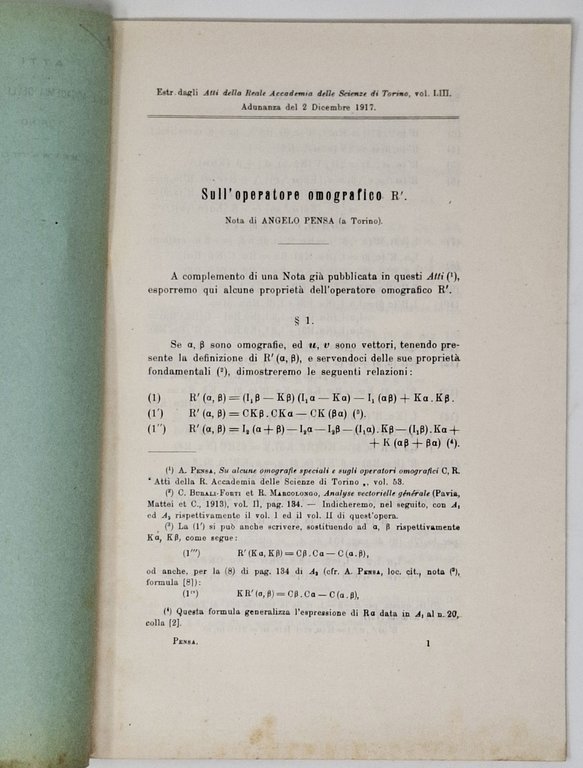 Estr. dagli Atti della Reale Accademia delle Scienze di Torino, vol. LIII.
Adunanza del 2 Dicembre 1917.
Sull'operatore omografico R′.
Nota di ANGELO PENSA (a Torino).
A complemento di una Nota già pubblicata in questi Atti (¹),
esporremo qui alcune proprietà dell'operatore omografico R′.
§ 1.
Se α, β sono omografie, ed u, v sono vettori, tenendo pre-
sente la definizione di R′ (α, β), e servendoci delle sue proprietà
fondamentali (²), dimostreremo le seguenti relazioni:
(1) R′ (α, β) = (I₁β — Kβ) (I₁α — Kα) — I₁ (αβ) + Kα . Kβ.
(1′) R′ (α, β) = CKβ . CKα — CK (βα) (³).
(1″) R′ (α, β) = I₂ (α + β) — I₂α — I₂β — (I₁α). Kβ — (I₁β). Kα +
+ K (αβ + βα) (⁴).
(¹) A. PENSA, Su alcune omografie speciali e sugli operatori omografici C, R.
" Atti della R. Accademia delle Scienze di Torino „, vol. 53.
(²) C. BURALI-FORTI et R. MARCOLONGO, Analyse vectorielle générale (Pavia,
Mattei et C., 1913), vol. II, pag. 134. — Indicheremo, nel seguito, con A₁
ed A₂ rispettivamente il vol. I ed il vol. II di quest'opera.
(³) La (1′) si può anche scrivere, sostituendo ad α, β rispettivamente
Kα, Kβ, come segue:
(1‴) R′ (Kα, Kβ) = Cβ . Cα — C (α . β),
od anche, per la (8) di pag. 134 di A₂ (cfr. A. PENSA, loc. cit., nota (⁹),
formula [8]):
(1ⁱᵛ) KR′ (α, β) = Cβ . Cα — C (α . β),
(⁴) Questa formula generalizza l'espressione di Rα data in A₁ al n. 20,
colla [2].
PENSA. 1